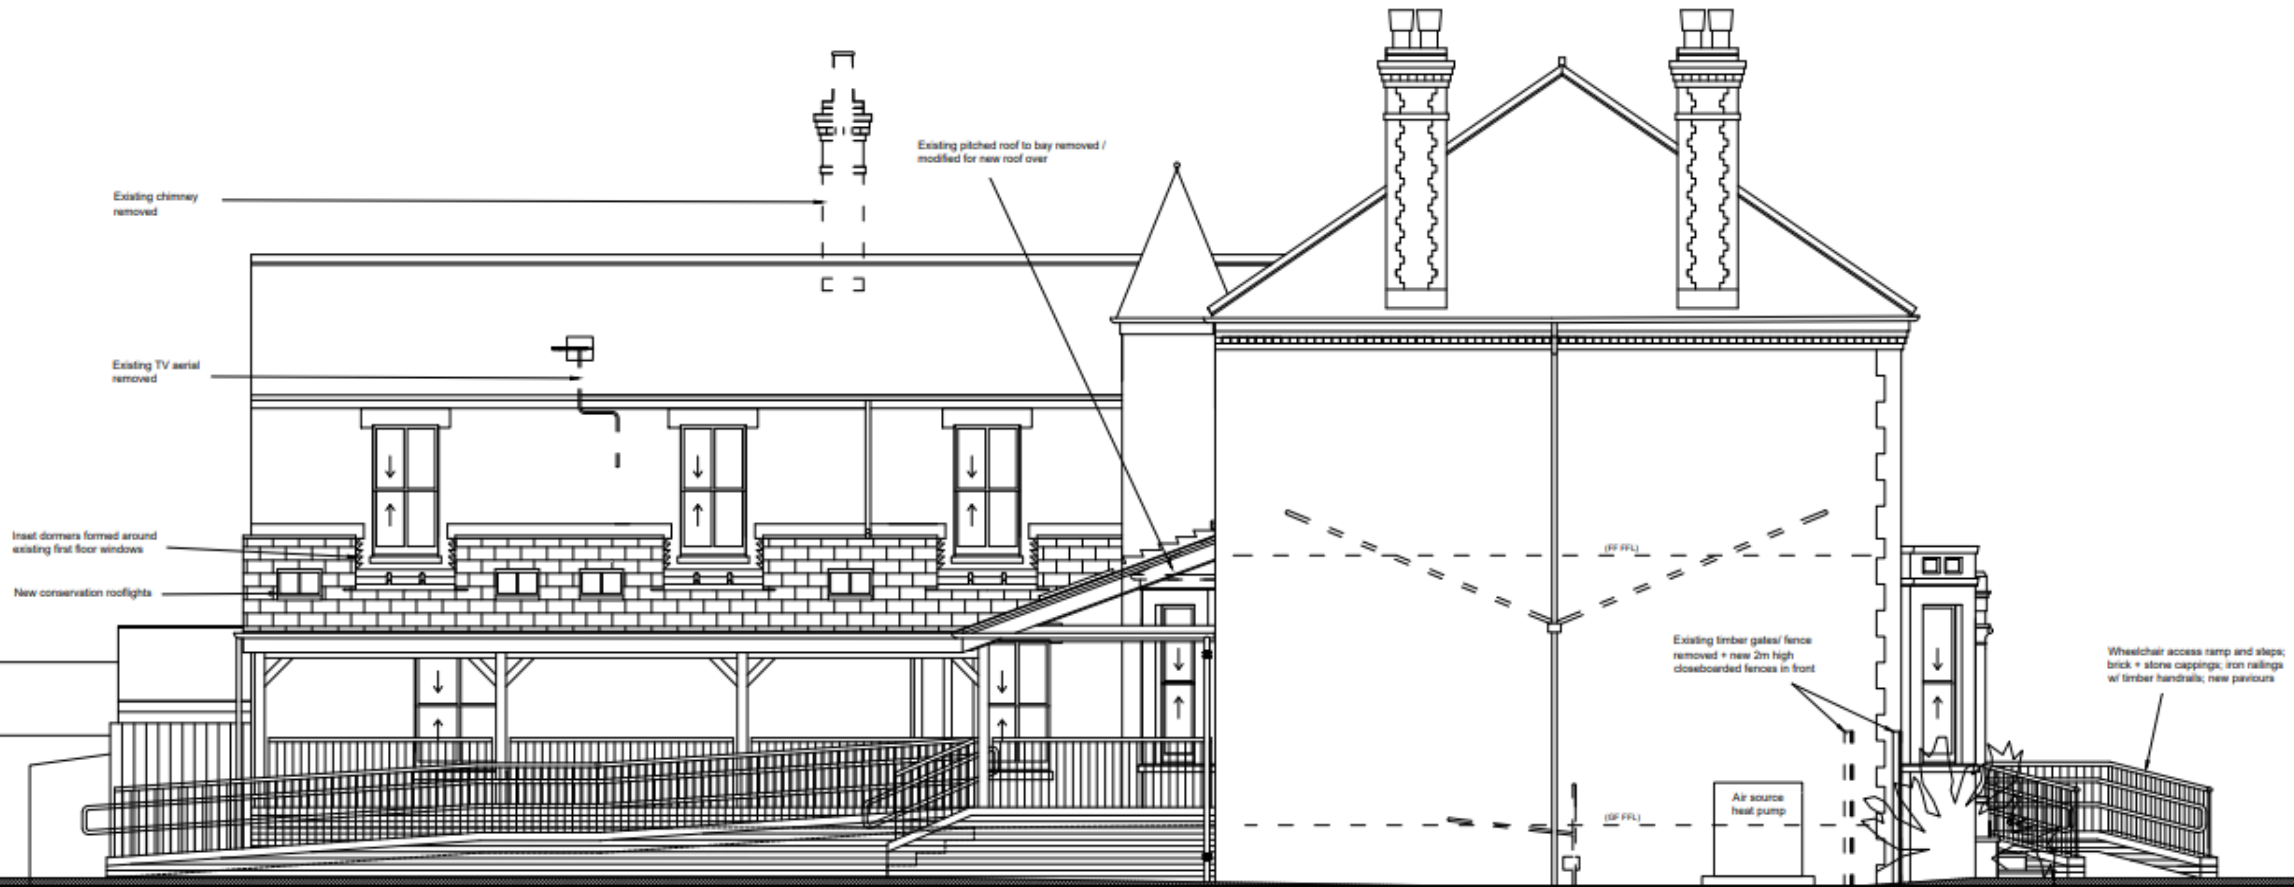 Existing chimney
removed
Existing pitched roof to bay removed /
modified for new roof over
Existing TV aerial
removed
Inset dormers formed around
existing first floor windows
New conservation rooflights
(FF FFL)
Existing timber gates/ fence
removed + new 2m high
closeboarded fences in front
Wheelchair access ramp and steps;
brick + stone cappings; iron railings
w/ timber handrails; new paviours
Air source
heat pump
(GF FFL)